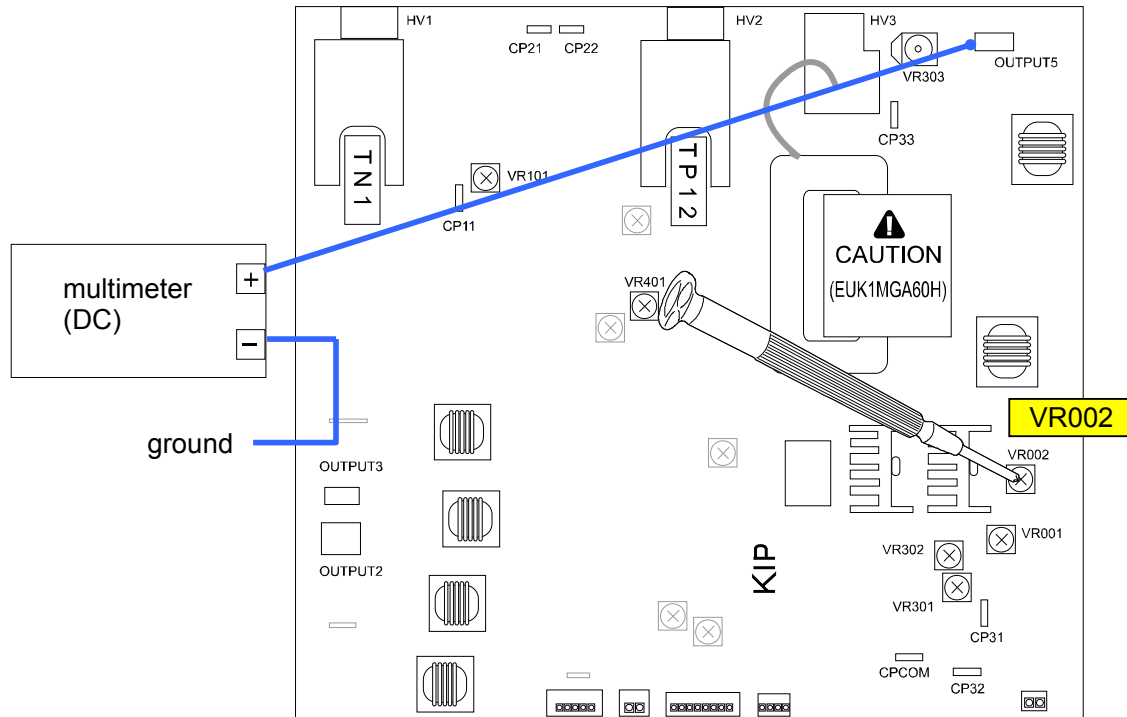 HV1
HV2
HV3
CP21
CP22
VR303
OUTPUT5
CP33
TN1
VR101
CP11
TP12
CAUTION
(EUK1MGA60H)
+
multimeter
(DC)
−
VR401
ground
VR002
VR002
OUTPUT3
OUTPUT2
VR001
VR302
KIP
VR301
CP31
CPCOM
CP32